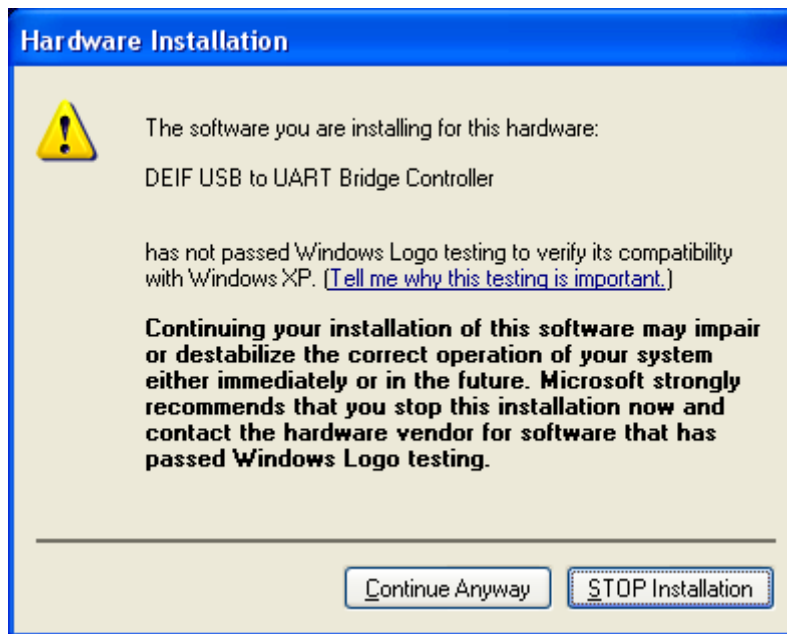 Hardware Installation
The software you are installing for this hardware:
DEIF USB to UART Bridge Controller
has not passed Windows Logo testing to verify its compatibility
with Windows XP. (Tell me why this testing is important.)
Continuing your installation of this software may impair
or destabilize the correct operation of your system
either immediately or in the future. Microsoft strongly
recommends that you stop this installation now and
contact the hardware vendor for software that has
passed Windows Logo testing.
Continue Anyway
STOP Installation